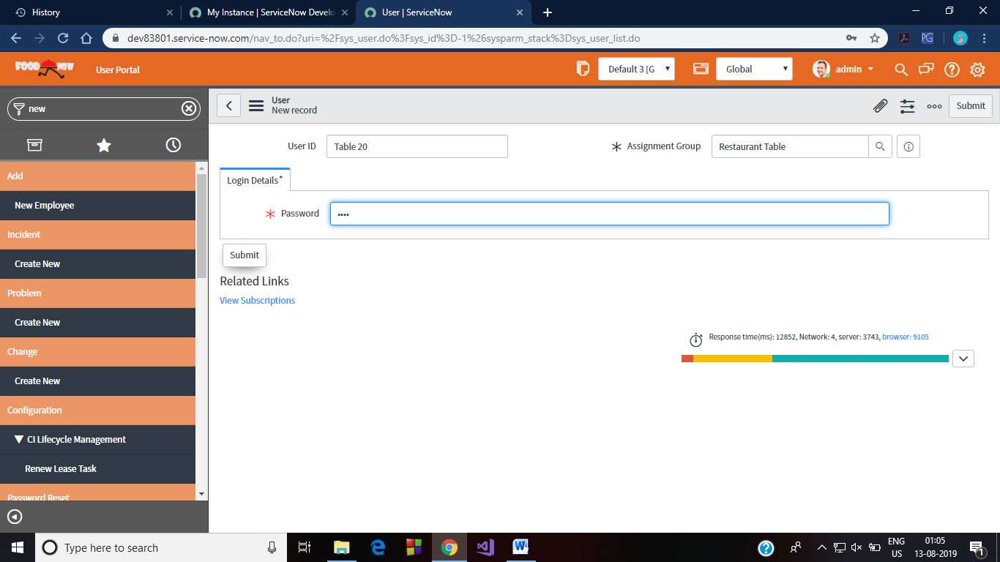 History
My Instance | ServiceNow Develo
User | ServiceNow
dev83801.service-now.com/nav_to.do?uri=%2Fsys_user.do%3Fsys_id%3D-1%26sysparm_stack%3Dsys_user_list.do
PG
FOOD NOW
User Portal
Default 3 [G
Global
admin
new
User
New record
Submit
User ID
Table 20
Assignment Group
Restaurant Table
Add
Login Details*
New Employee
Password
Incident
Submit
Create New
Related Links
Problem
View Subscriptions
Create New
Response time(ms): 12852, Network: 4, server: 3743, browser: 9105
Change
Create New
Configuration
CI Lifecycle Management
Renew Lease Task
Password Reset
Type here to search
ENG
US
01:05
13-08-2019
1